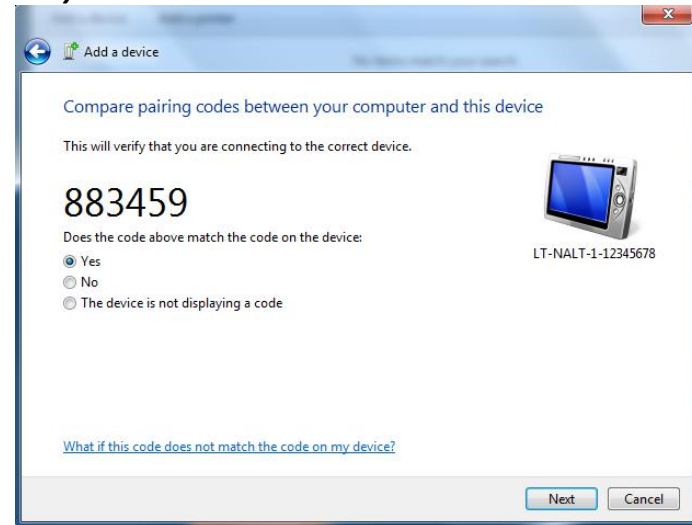 Add a device
Compare pairing codes between your computer and this device
This will verify that you are connecting to the correct device.
883459
Does the code above match the code on the device:
LT-NALT-1-12345678
Yes
No
The device is not displaying a code
What if this code does not match the code on my device?
Next Cancel